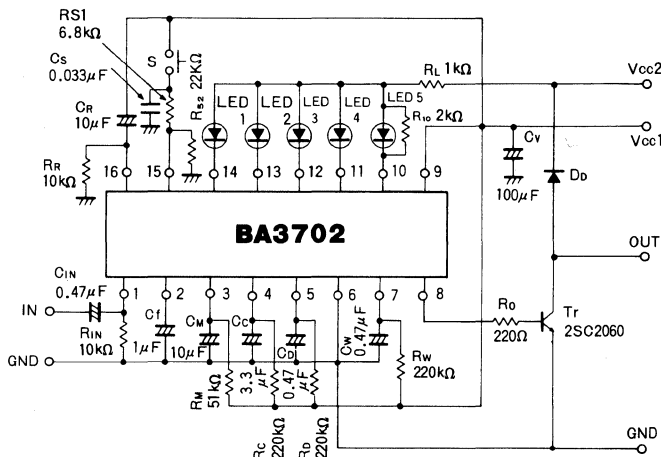 RS1
6.8kΩ
Cs
0.033μF
S
22KΩ
RS2
CR
10μF
RR
10kΩ
LED
1
LED
2
LED
3
LED
4
LED 5
R10 2kΩ
RL 1kΩ
Vcc2
Vcc1
Cv
100μF
DD
OUT
16
15
14
13
12
11
10
9
BA3702
1
2
3
4
5
6
7
8
CIN
0.47μF
IN
RIN
10kΩ
GND
Cf
1μF
CM
10μF
CC
3.3
μF
CD
0.47
μF
CW
0.47μF
RM
51kΩ
RC
220kΩ
RD
220kΩ
RW
220kΩ
RO
220Ω
Tr
2SC2060
GND